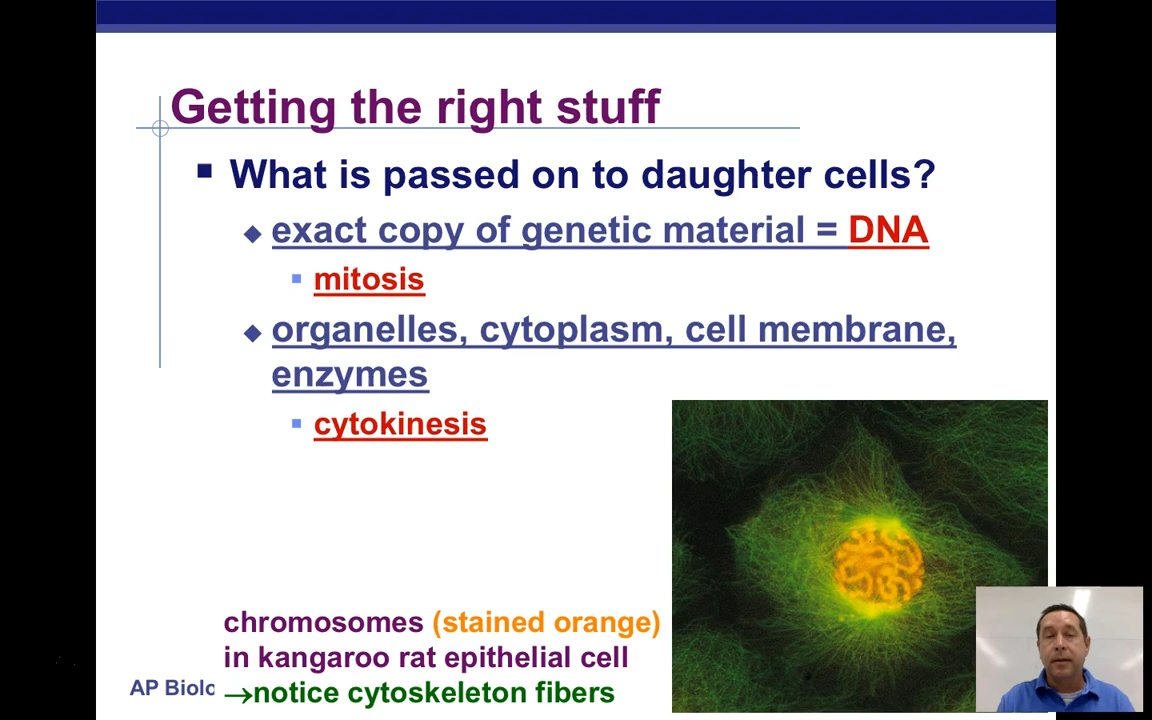 Getting the right stuff
What is passed on to daughter cells?
exact copy of genetic material = DNA
mitosis
organelles, cytoplasm, cell membrane,
enzymes
cytokinesis
chromosomes (stained orange)
in kangaroo rat epithelial cell
→notice cytoskeleton fibers
AP Biolo